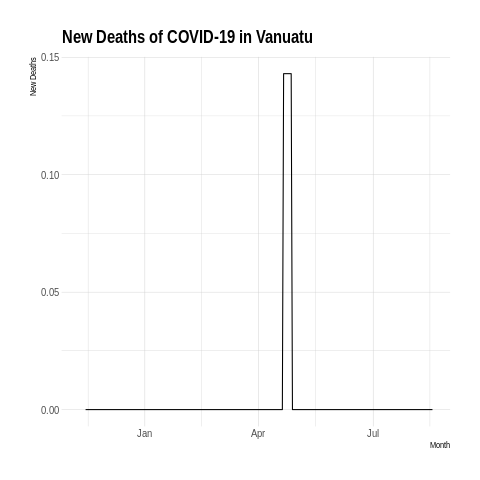 New Deaths of COVID-19 in Vanuatu
New Deaths
0.15
0.10
0.05
0.00
Jan Apr Jul
Month